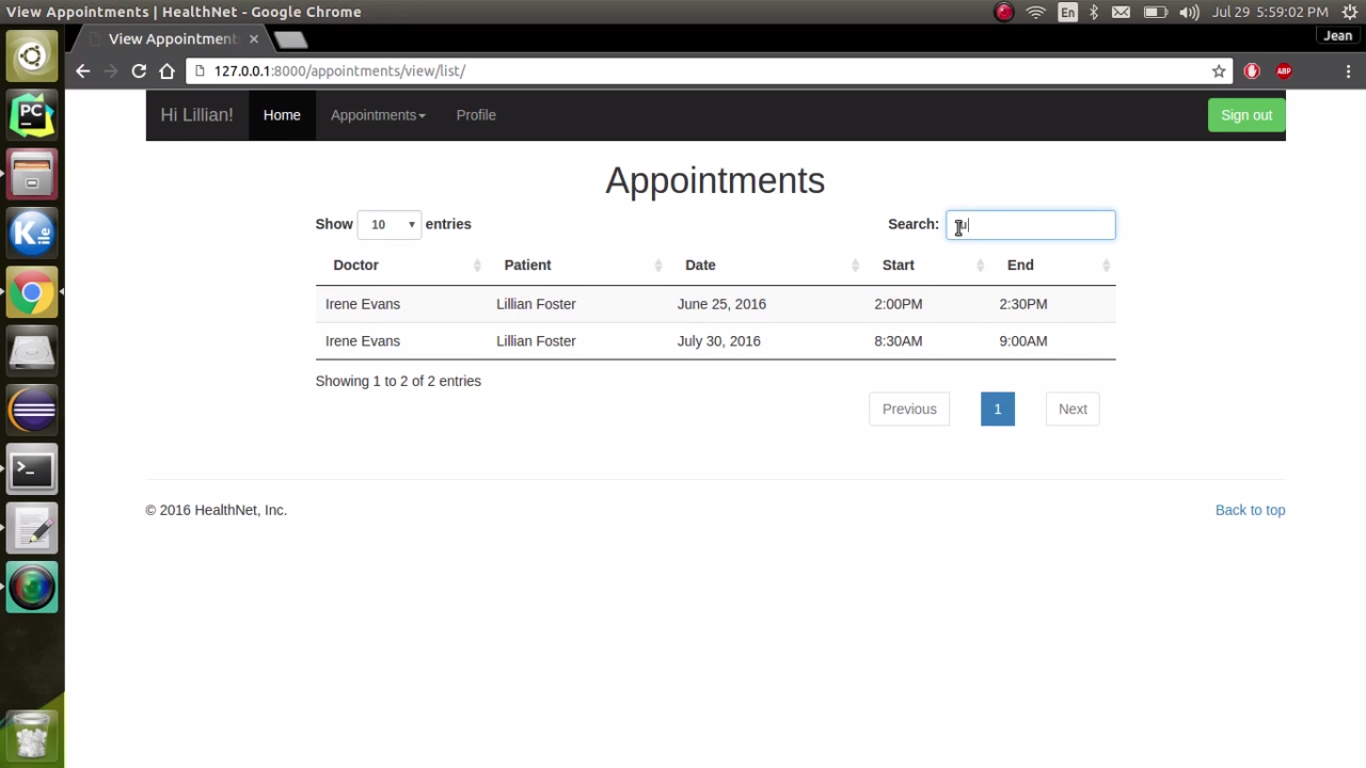 View Appointments | HealthNet - Google Chrome
En
Jul 29 5:59:02 PM
View Appointment
Jean
127.0.0.1:8000/appointments/view/list/
ABP
PC
Hi Lillian!
Home
Appointments
Profile
Sign out
Appointments
Show 10 entries
Search:
Doctor Patient Date Start End
Irene Evans Lillian Foster June 25, 2016 2:00PM 2:30PM
Irene Evans Lillian Foster July 30, 2016 8:30AM 9:00AM
Showing 1 to 2 of 2 entries
Previous 1 Next
© 2016 HealthNet, Inc.
Back to top